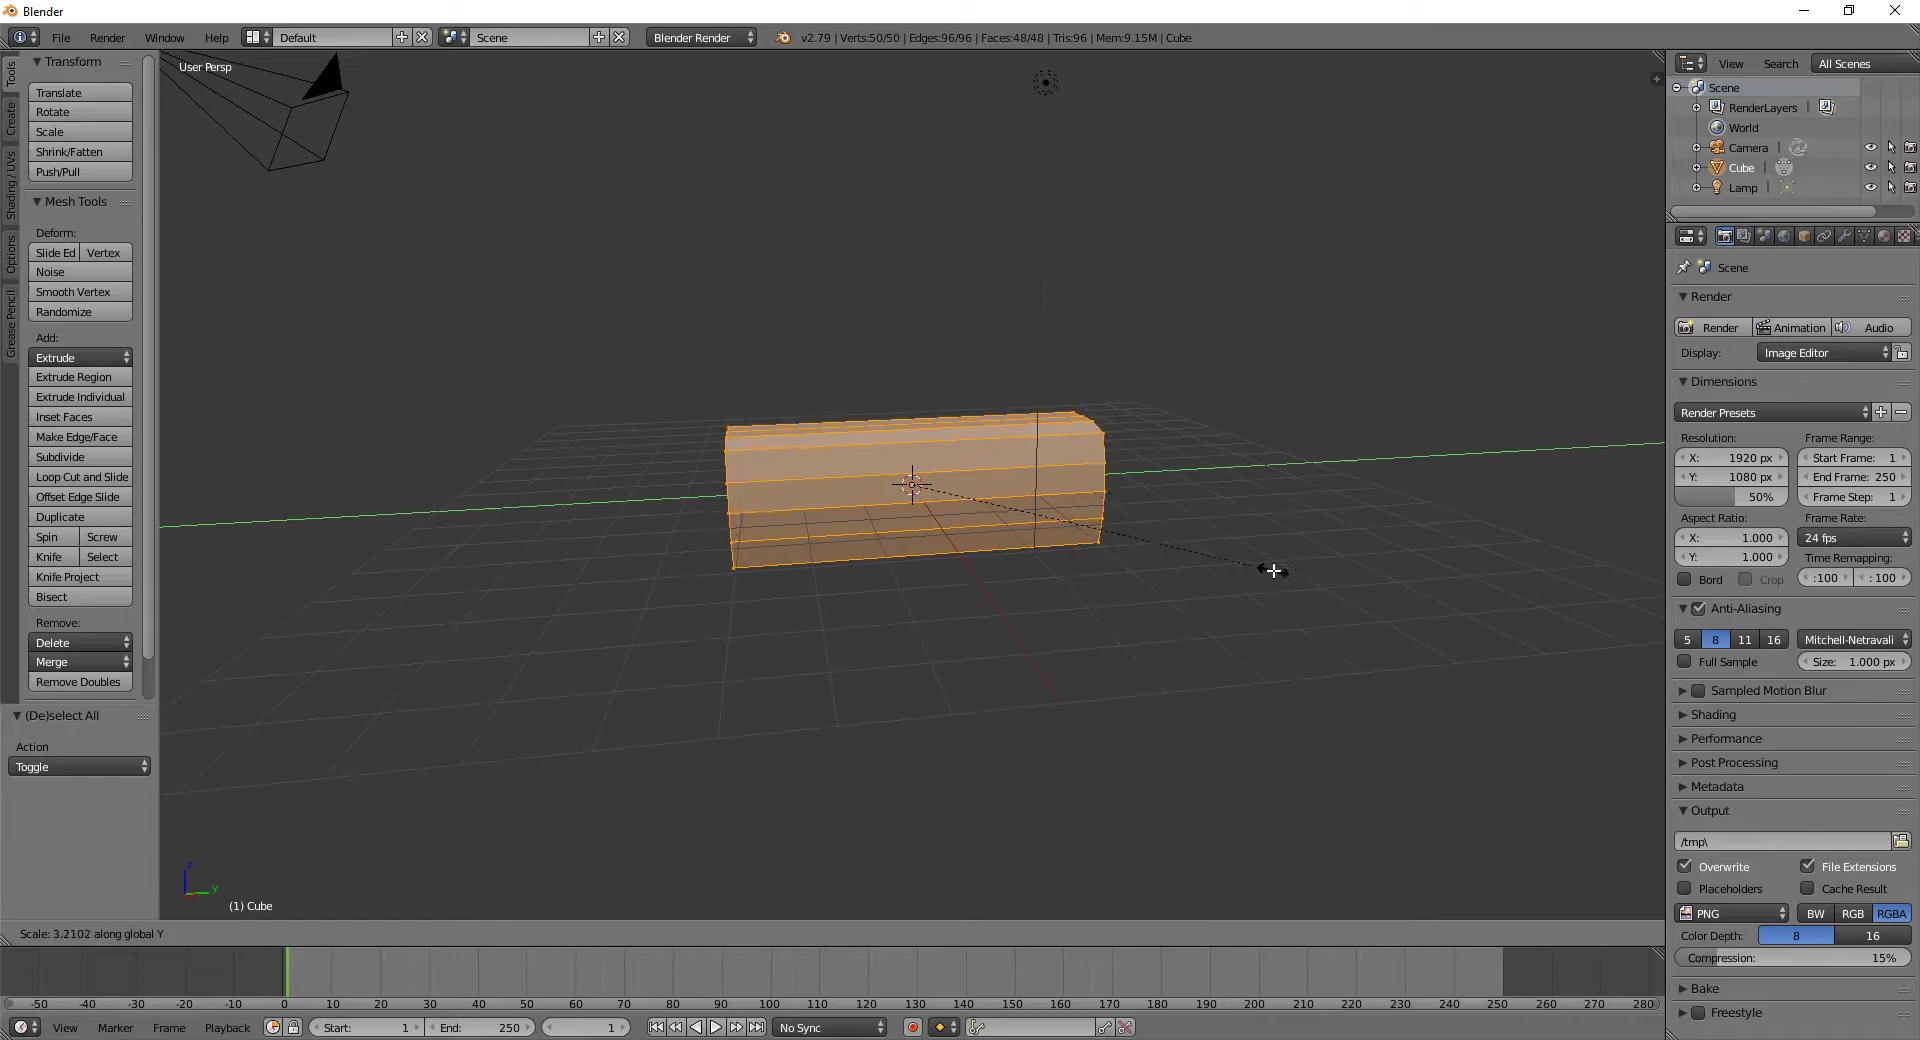 Blender
File Render Window Help Default Scene Blender Render v2.79 | Verts:50/50 | Edges:96/96 | Faces:48/48 | Tris:96 | Mem:9.15M | Cube
Tools
Create
Shading / UVs
Options
Grease Pencil
Transform
Translate
Rotate
Scale
Shrink/Fatten
Push/Pull
Mesh Tools
Deform:
Slide Ed Vertex
Noise
Smooth Vertex
Randomize
Add:
Extrude
Extrude Region
Extrude Individual
Inset Faces
Make Edge/Face
Subdivide
Loop Cut and Slide
Offset Edge Slide
Duplicate
Spin Screw
Knife Select
Knife Project
Bisect
Remove:
Delete
Merge
Remove Doubles
(De)select All
Action
Toggle
User Persp
z
y
(1) Cube
Scale: 3.2102 along global Y
View Search All Scenes
Scene
RenderLayers
World
Camera
Cube
Lamp
Scene
Render
Render Animation Audio
Display: Image Editor
Dimensions
Render Presets
Resolution: Frame Range:
X: 1920 px Start Frame: 1
Y: 1080 px End Frame: 250
50% Frame Step: 1
Aspect Ratio: Frame Rate:
X: 1.000 24 fps
Y: 1.000 Time Remapping:
Bord Crop :100 : 100
Anti-Aliasing
5 8 11 16 Mitchell-Netravali
Full Sample Size: 1.000 px
Sampled Motion Blur
Shading
Performance
Post Processing
Metadata
Output
/tmp\
Overwrite File Extensions
Placeholders Cache Result
PNG BW RGB RGBA
Color Depth: 8 16
Compression: 15%
Bake
Freestyle
-50 -40 -30 -20 -10 0 10 20 30 40 50 60 70 80 90 100 110 120 130 140 150 160 170 180 190 200 210 220 230 240 250 260 270 280
View Marker Frame Playback Start: 1 End: 250 1 No Sync